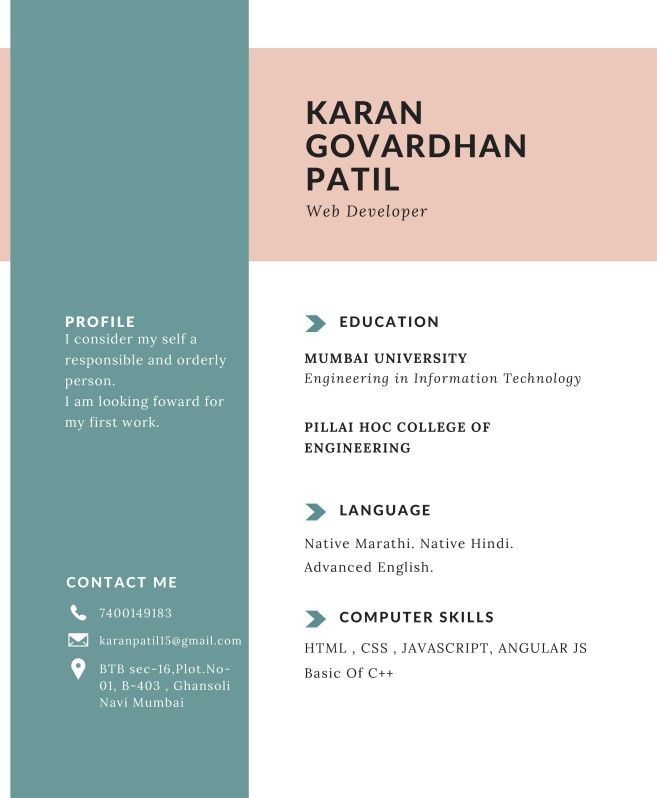 KARAN
GOVARDHAN
PATIL
Web Developer
PROFILE
I consider my self a
responsible and orderly
person.
I am looking foward for
my first work.
CONTACT ME
7400149183
karanpatil15@gmail.com
BTB sec-16,Plot.No-
01, B-403 , Ghansoli
Navi Mumbai
EDUCATION
MUMBAI UNIVERSITY
Engineering in Information Technology
PILLAI HOC COLLEGE OF
ENGINEERING
LANGUAGE
Native Marathi. Native Hindi.
Advanced English.
COMPUTER SKILLS
HTML , CSS , JAVASCRIPT, ANGULAR JS
Basic Of C++